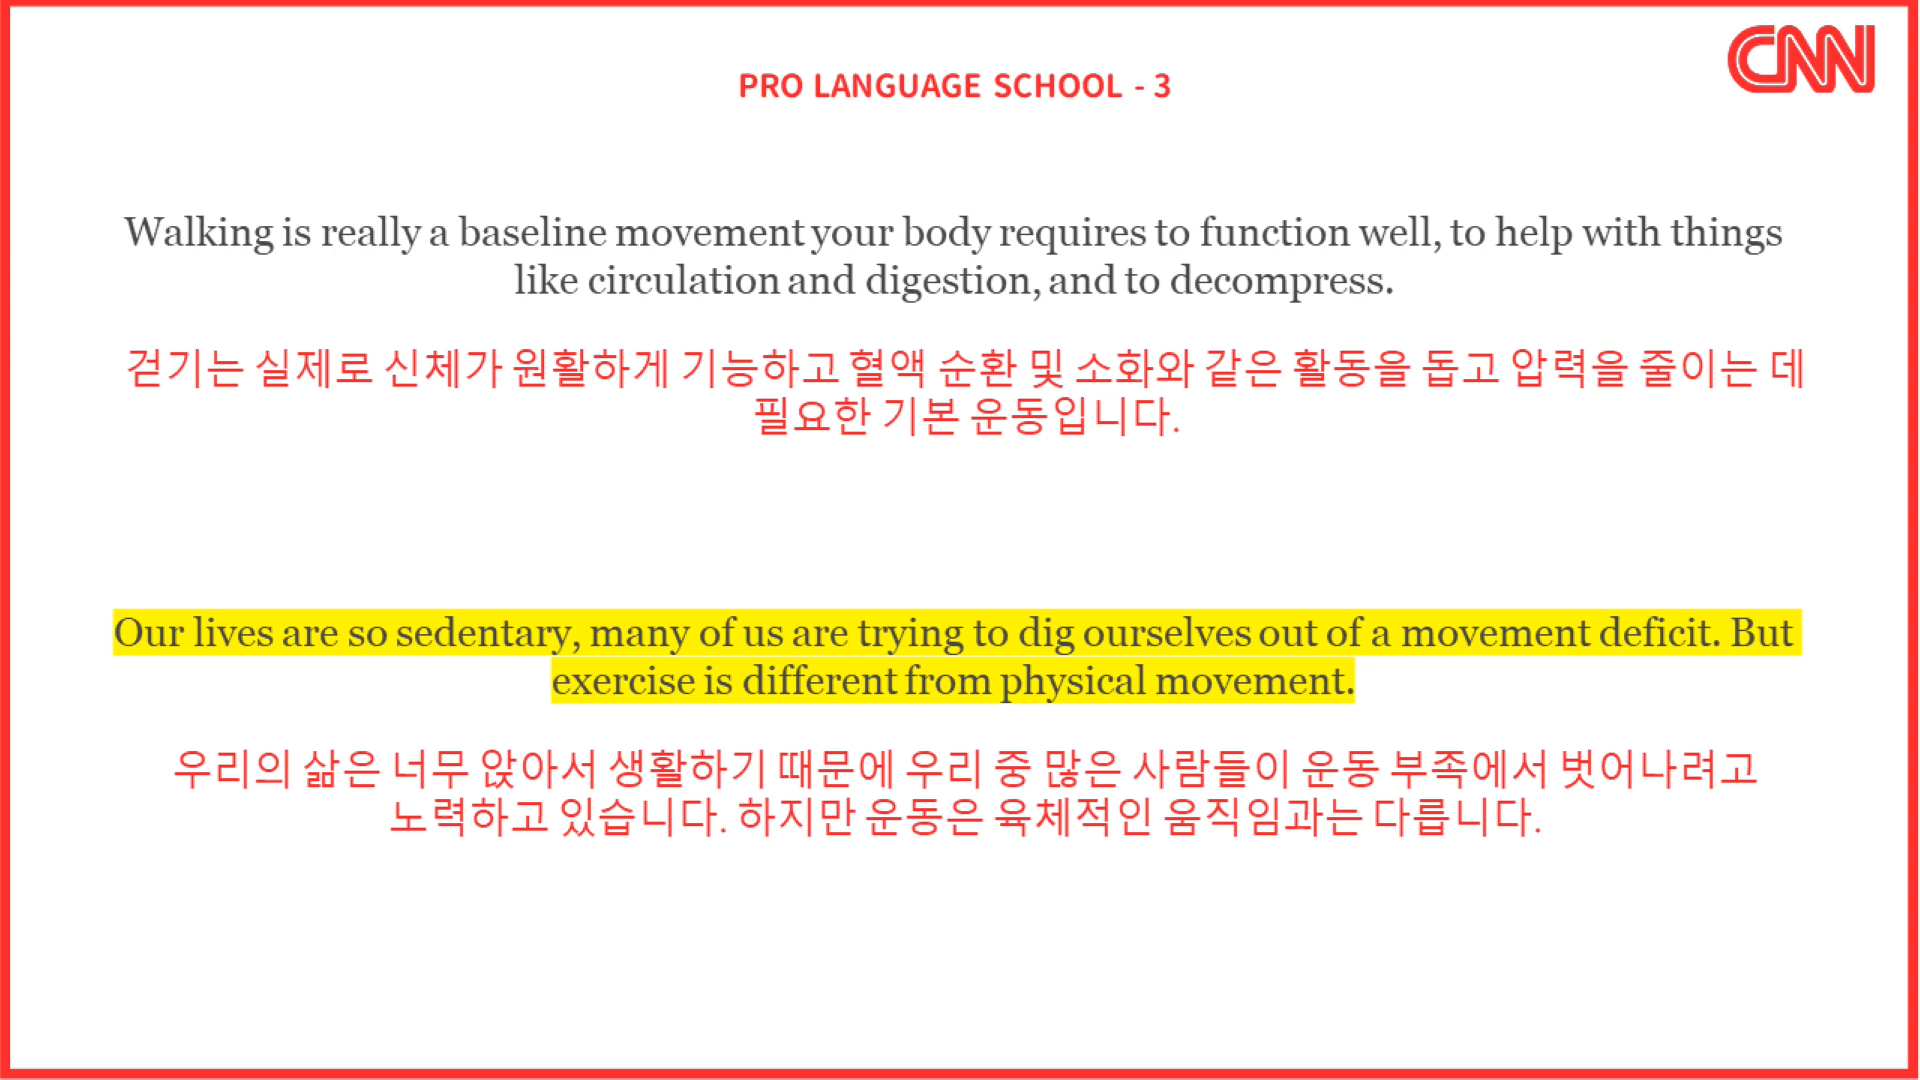 CNN
PRO LANGUAGE SCHOOL - 3
Walking is really a baseline movement your body requires to function well, to help with things
like circulation and digestion, and to decompress.
걷기는 실제로 신체가 원활하게 기능하고 혈액 순환 및 소화와 같은 활동을 돕고 압력을 줄이는 데
필요한 기본 운동입니다.
Our lives are so sedentary, many of us are trying to dig ourselves out of a movement deficit. But
exercise is different from physical movement.
우리의 삶은 너무 앉아서 생활하기 때문에 우리 중 많은 사람들이 운동 부족에서 벗어나려고
노력하고 있습니다. 하지만 운동은 육체적인 움직임과는 다릅니다.